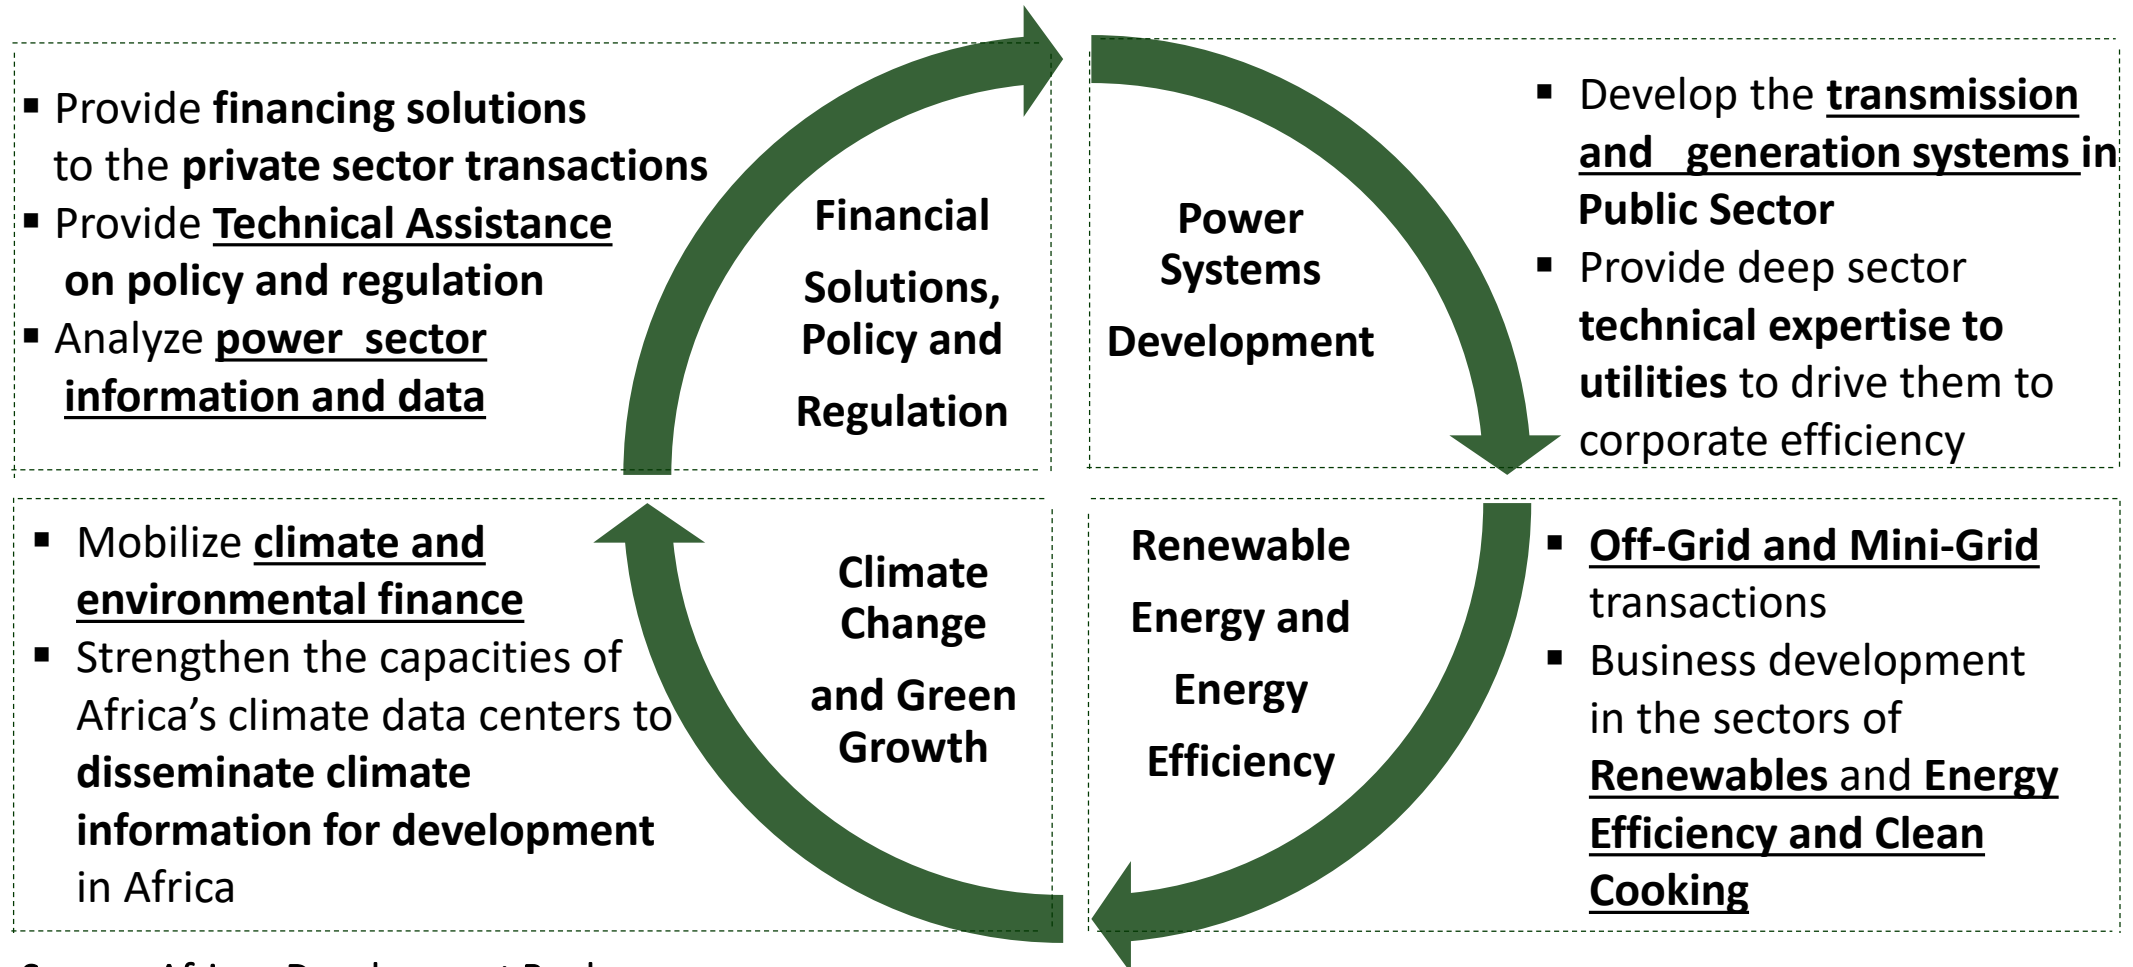 ▪ Provide financing solutions
to the private sector transactions
▪ Provide Technical Assistance
on policy and regulation
▪ Analyze power sector
information and data
Financial
Solutions,
Policy and
Regulation
Power
Systems
Development
▪ Develop the transmission
and generation systems in
Public Sector
▪ Provide deep sector
technical expertise to
utilities to drive them to
corporate efficiency
▪ Mobilize climate and
environmental finance
▪ Strengthen the capacities of
Africa’s climate data centers to
disseminate climate
information for development
in Africa
Climate
Change
and Green
Growth
Renewable
Energy and
Energy
Efficiency
▪ Off-Grid and Mini-Grid
transactions
▪ Business development
in the sectors of
Renewables and Energy
Efficiency and Clean
Cooking